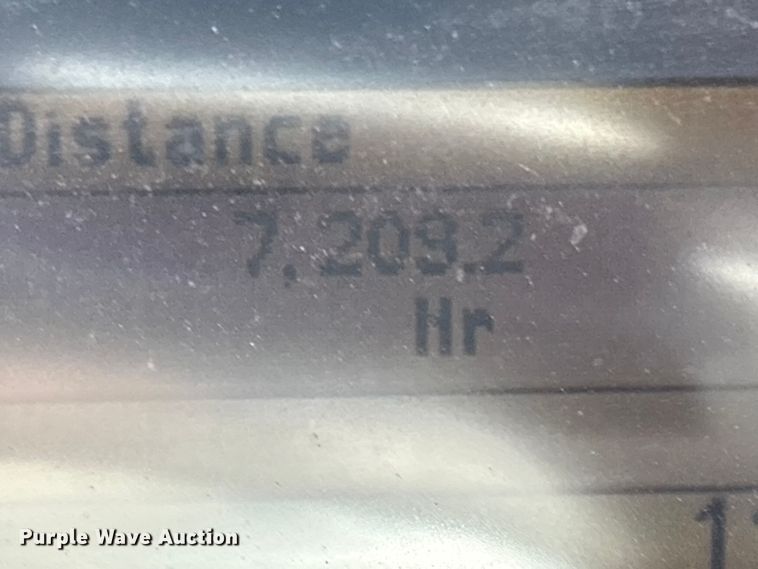 Distance
7,209.2
Hr
Purple Wave Auction